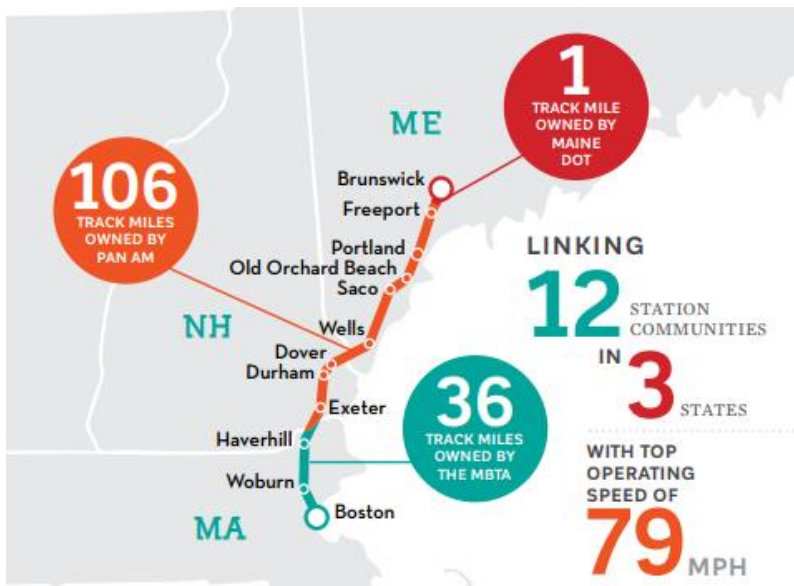 1
TRACK MILE
OWNED BY
MAINE
DOT
ME
106
TRACK MILES
OWNED BY
PAN AM
Brunswick
Freeport
Portland
Old Orchard Beach
Saco
Wells
Dover
Durham
Exeter
Haverhill
Woburn
Boston
NH
MA
36
TRACK MILES
OWNED BY
THE MBTA
LINKING
12 STATION
COMMUNITIES
IN
3 STATES
WITH TOP
OPERATING
SPEED OF
79 MPH